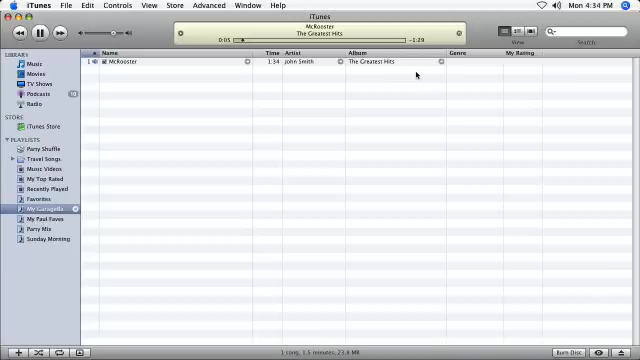 iTunes File Edit Controls View Store Advanced Window Help Mon 4:34 PM
iTunes
McRooster
The Greatest Hits
0:05 -1:29
View Search
Name Time Artist Album Genre My Rating
1 McRooster 1:34 John Smith The Greatest Hits
LIBRARY
Music
Movies
TV Shows
Podcasts 10
Radio
STORE
iTunes Store
PLAYLISTS
Party Shuffle
Travel Songs
Music Videos
My Top Rated
Recently Played
Favorites
My GarageBa...
My Paul Faves
Party Mix
Sunday Morning
1 song, 1.5 minutes, 23.8 MB
Burn Disc